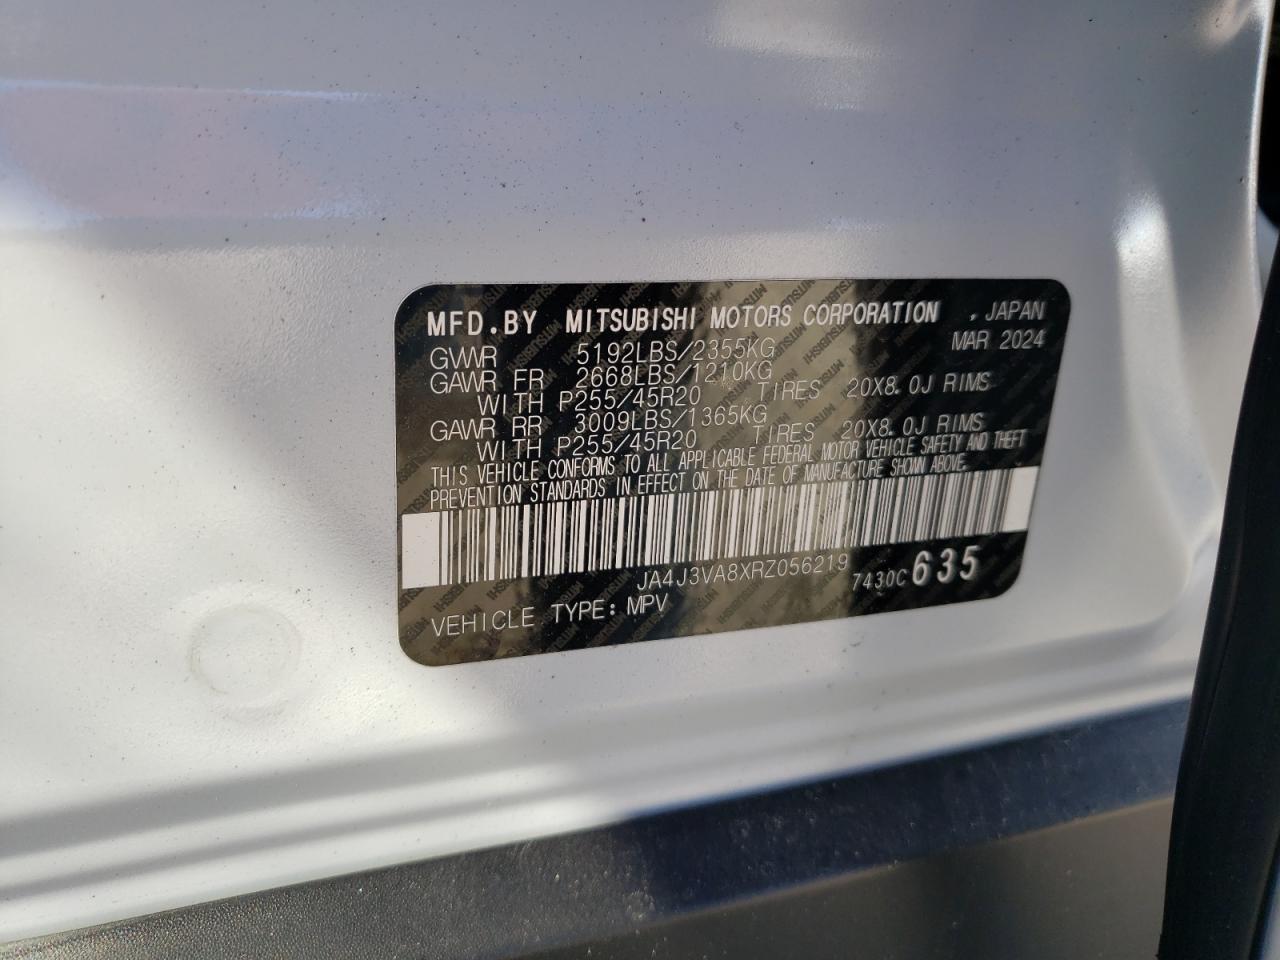 MFD.BY MITSUBISHI MOTORS CORPORATION , JAPAN
MAR 2024
GVWR 5192LBS/2355KG
GAWR FR 2668LBS/1210KG
WITH P255/45R20 TIRES 20X8.0J RIMS
GAWR RR 3009LBS/1365KG
WITH P255/45R20 TIRES 20X8.0J RIMS
THIS VEHICLE CONFORMS TO ALL APPLICABLE FEDERAL MOTOR VEHICLE SAFETY AND THEFT
PREVENTION STANDARDS IN EFFECT ON THE DATE OF MANUFACTURE SHOWN ABOVE.
JA4J3VA8XRZ056219 7430C 635
VEHICLE TYPE: MPV